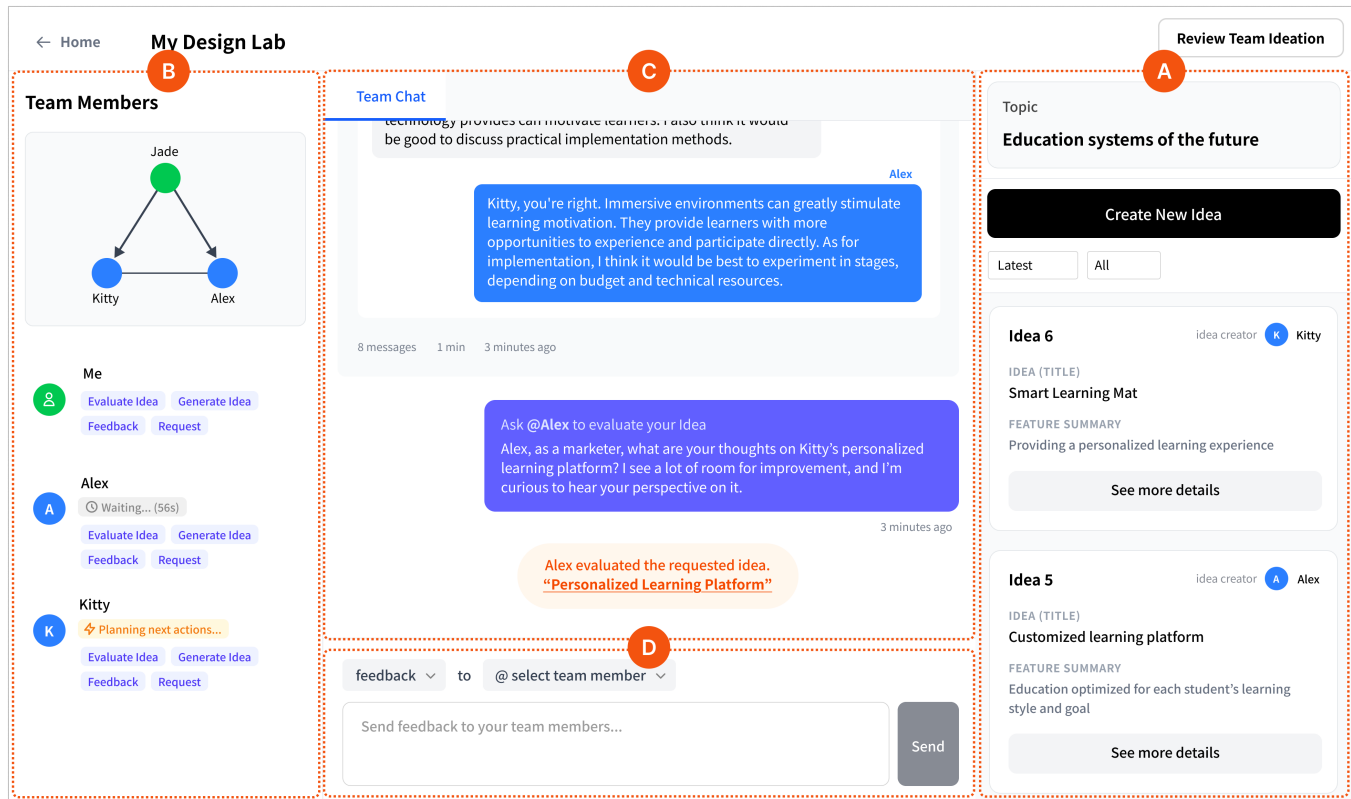 Home
My Design Lab
Review Team Ideation
B
Team Members
Jade
Kitty
Alex
Me
Evaluate Idea
Generate Idea
Feedback
Request
Alex
A
Waiting... (56s)
Evaluate Idea
Generate Idea
Feedback
Request
Kitty
K
Planning next actions...
Evaluate Idea
Generate Idea
Feedback
Request
C
Team Chat
technology provides can motivate learners. I also think it would
be good to discuss practical implementation methods.
Alex
Kitty, you're right. Immersive environments can greatly stimulate
learning motivation. They provide learners with more
opportunities to experience and participate directly. As for
implementation, I think it would be best to experiment in stages,
depending on budget and technical resources.
8 messages
1 min
3 minutes ago
Ask @Alex to evaluate your Idea
Alex, as a marketer, what are your thoughts on Kitty’s personalized
learning platform? I see a lot of room for improvement, and I’m
curious to hear your perspective on it.
3 minutes ago
Alex evaluated the requested idea.
“Personalized Learning Platform”
D
feedback
to
@ select team member
Send feedback to your team members...
Send
A
Topic
Education systems of the future
Create New Idea
Latest
All
Idea 6
idea creator
K
Kitty
IDEA (TITLE)
Smart Learning Mat
FEATURE SUMMARY
Providing a personalized learning experience
See more details
Idea 5
idea creator
A
Alex
IDEA (TITLE)
Customized learning platform
FEATURE SUMMARY
Education optimized for each student’s learning
style and goal
See more details